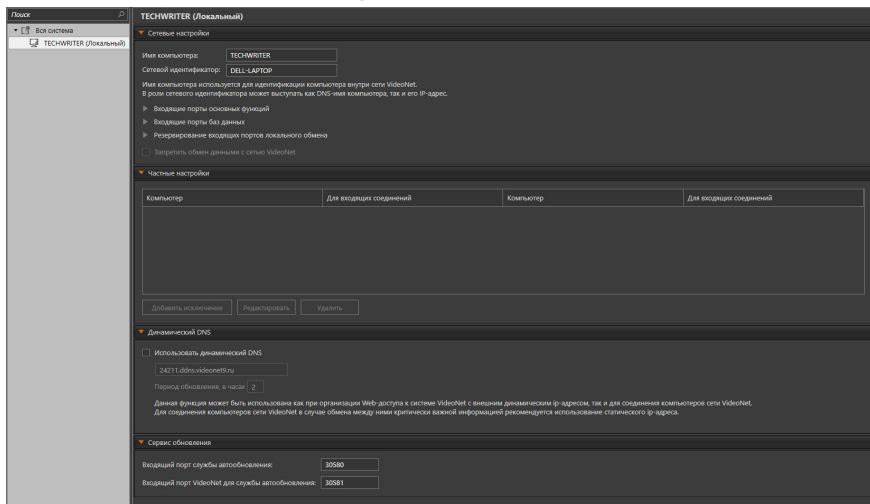 Поиск
Вся система
TECHWRITER (Локальный)
TECHWRITER (Локальный)
Сетевые настройки
Имя компьютера: TECHWRITER
Сетевой идентификатор: DELL-LAPTOP
Имя компьютера используется для идентификации компьютера внутри сети VideoNet.
В роли сетевого идентификатора может выступать как DNS-имя компьютера, так и его IP-адрес.
Входящие порты основных функций
Входящие порты баз данных
Резервирование входящих портов локального обмена
Запретить обмен данными с сетью VideoNet
Частные настройки
Компьютер Для входящих соединений Компьютер Для входящих соединений
Добавить исключение Редактировать Удалить
Динамический DNS
Использовать динамический DNS
24211.ddns.videonet9.ru
Период обновления, в часах 2
Данная функция может быть использована как при организации Web-доступа к системе VideoNet с внешним динамическим ip-адресом, так и для соединения компьютеров сети VideoNet.
Для соединения компьютеров сети VideoNet в случае обмена между ними критически важной информацией рекомендуется использование статического ip-адреса.
Сервис обновления
Входящий порт службы автообновления: 30580
Входящий порт VideoNet для службы автообновления: 30581